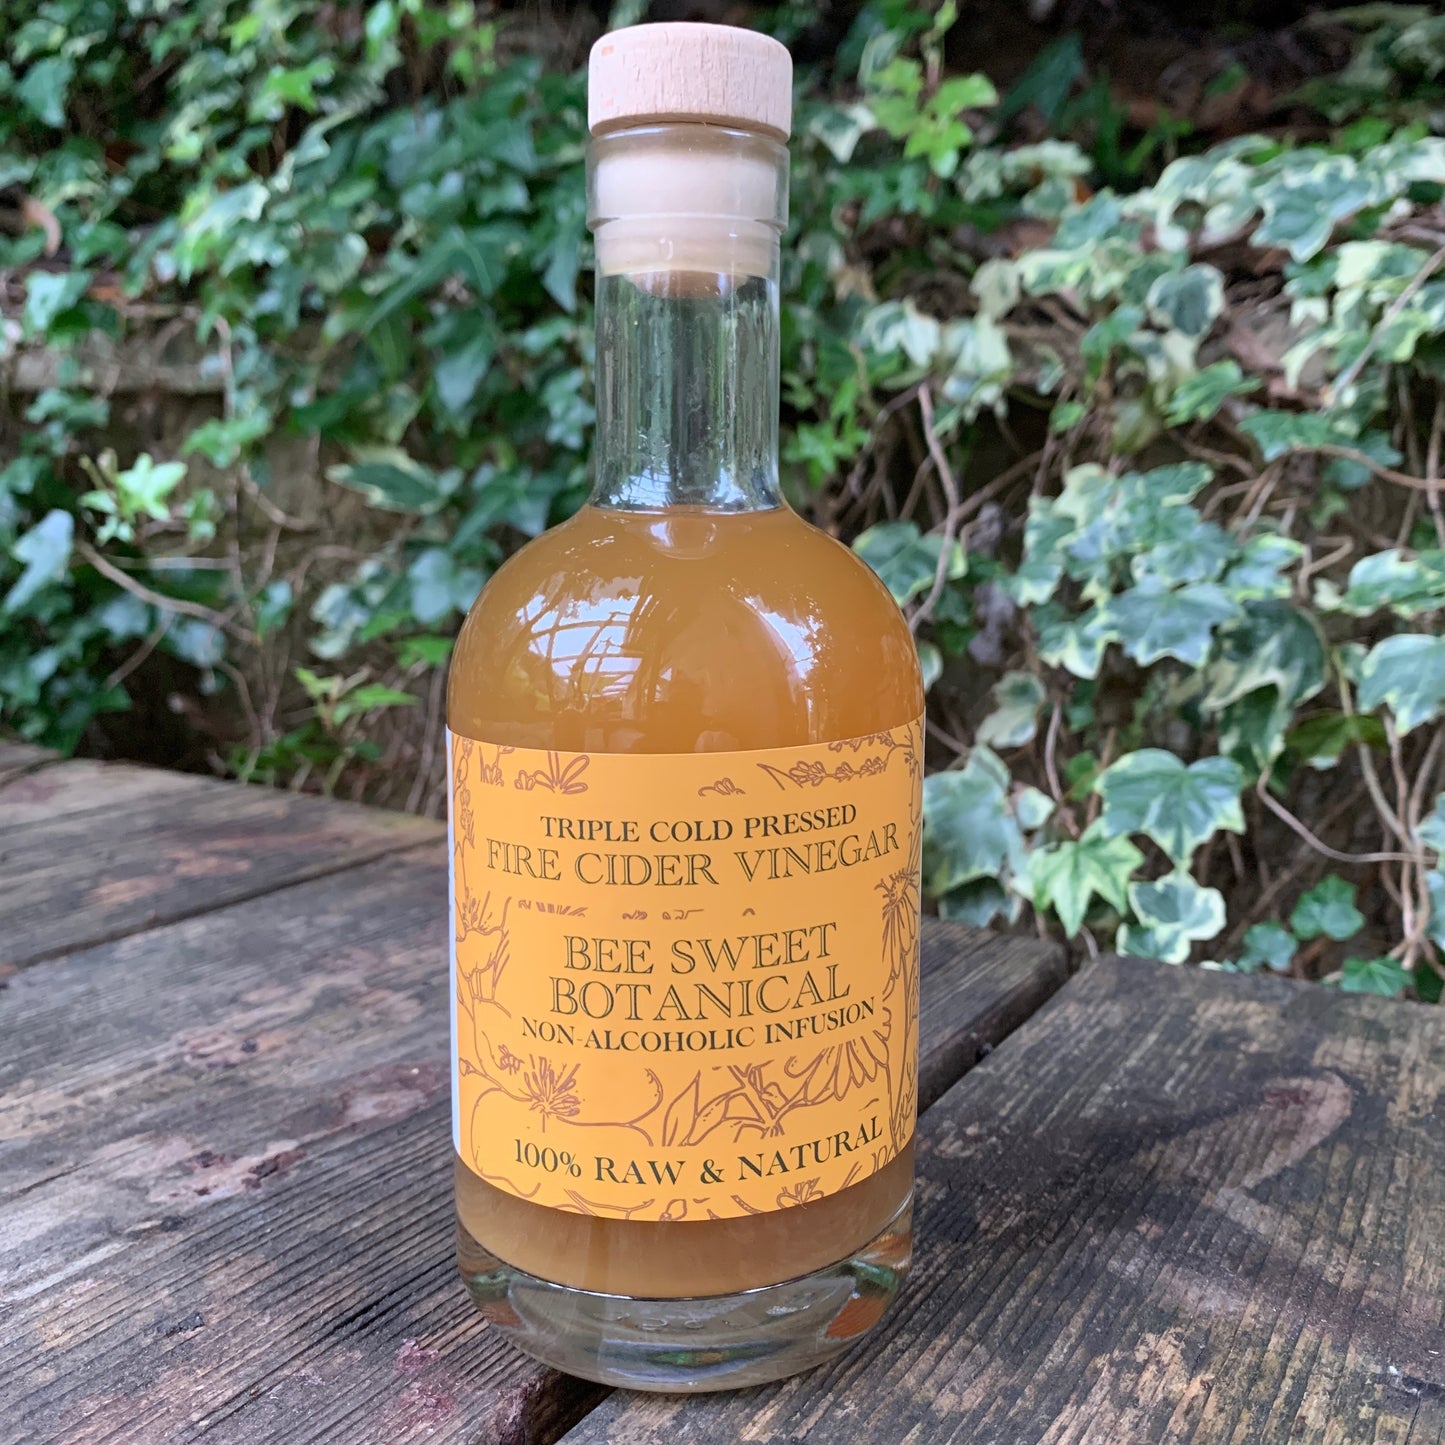 TRIPLE COLD PRESSED
FIRE CIDER VINEGAR
BEE SWEET
BOTANICAL
NON-ALCOHOLIC INFUSION
100% RAW & NATURAL